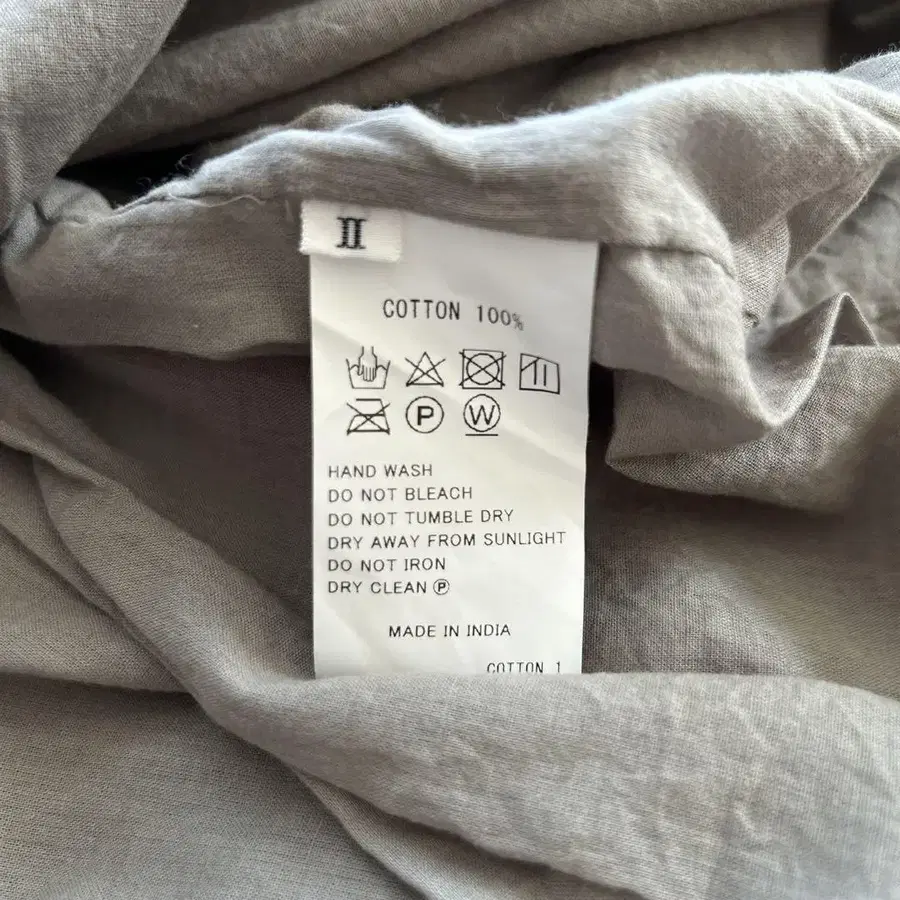 II
COTTON 100%
P W
HAND WASH
DO NOT BLEACH
DO NOT TUMBLE DRY
DRY AWAY FROM SUNLIGHT
DO NOT IRON
DRY CLEAN Ⓟ
MADE IN INDIA
COTTON 1